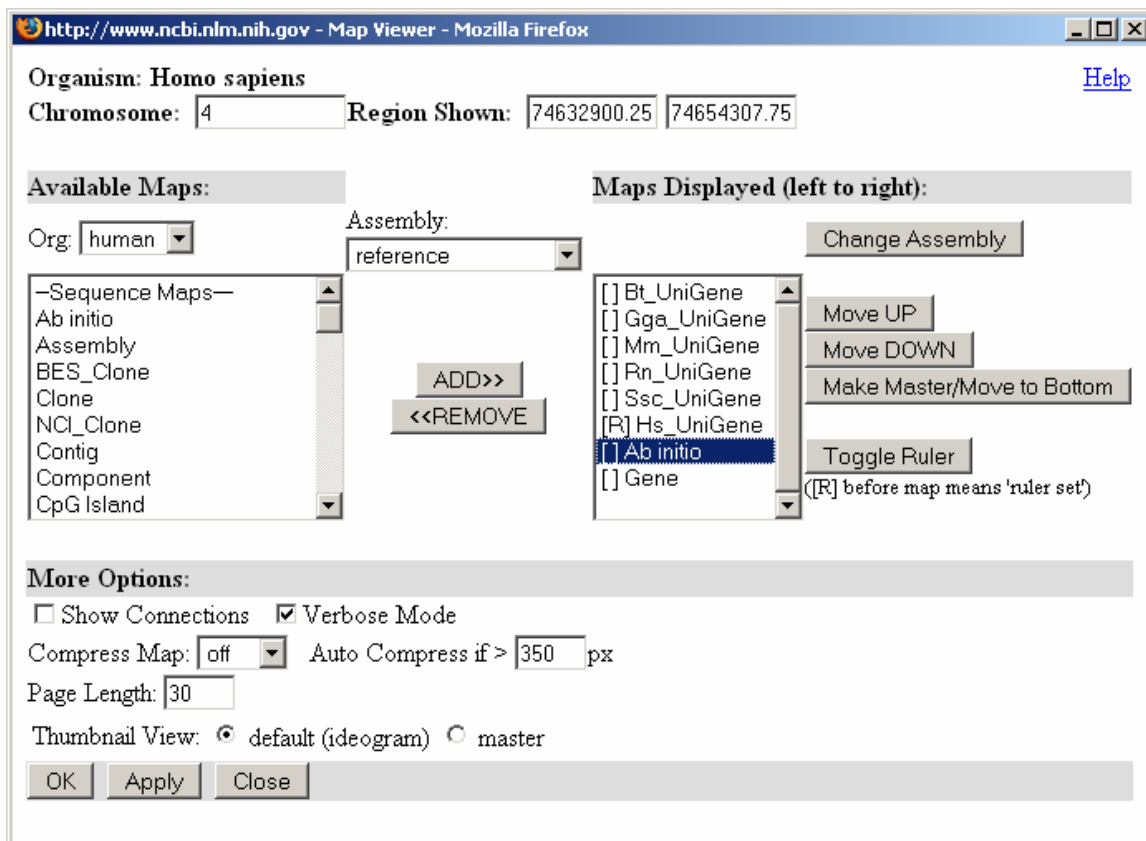 http://www.ncbi.nlm.nih.gov - Map Viewer - Mozilla Firefox
Organism: Homo sapiens Help
Chromosome: 4 Region Shown: 74632900.25 74654307.75
Available Maps: Maps Displayed (left to right):
Org: human Assembly: Change Assembly
reference
–Sequence Maps— [ ] Bt_UniGene
Ab initio [ ] Gga_UniGene Move UP
Assembly [ ] Mm_UniGene Move DOWN
BES_Clone ADD>> [ ] Rn_UniGene Make Master/Move to Bottom
Clone <<REMOVE [ ] Ssc_UniGene
NCI_Clone [R] Hs_UniGene
Contig [ ] Ab initio Toggle Ruler
Component [ ] Gene ([R] before map means 'ruler set')
CpG Island
More Options:
Show Connections Verbose Mode
Compress Map: off Auto Compress if > 350 px
Page Length: 30
Thumbnail View: default (ideogram) master
OK Apply Close